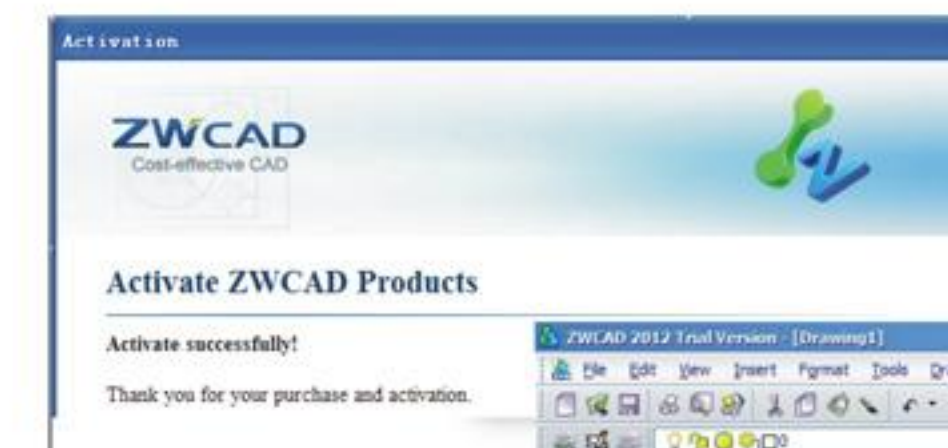 Activation
ZWCAD
Cost-effective CAD
Activate ZWCAD Products
Activate successfully!
Thank you for your purchase and activation.
ZWCAD 2012 Trial Version - [Drawing1]
File Edit View Insert Format Tools